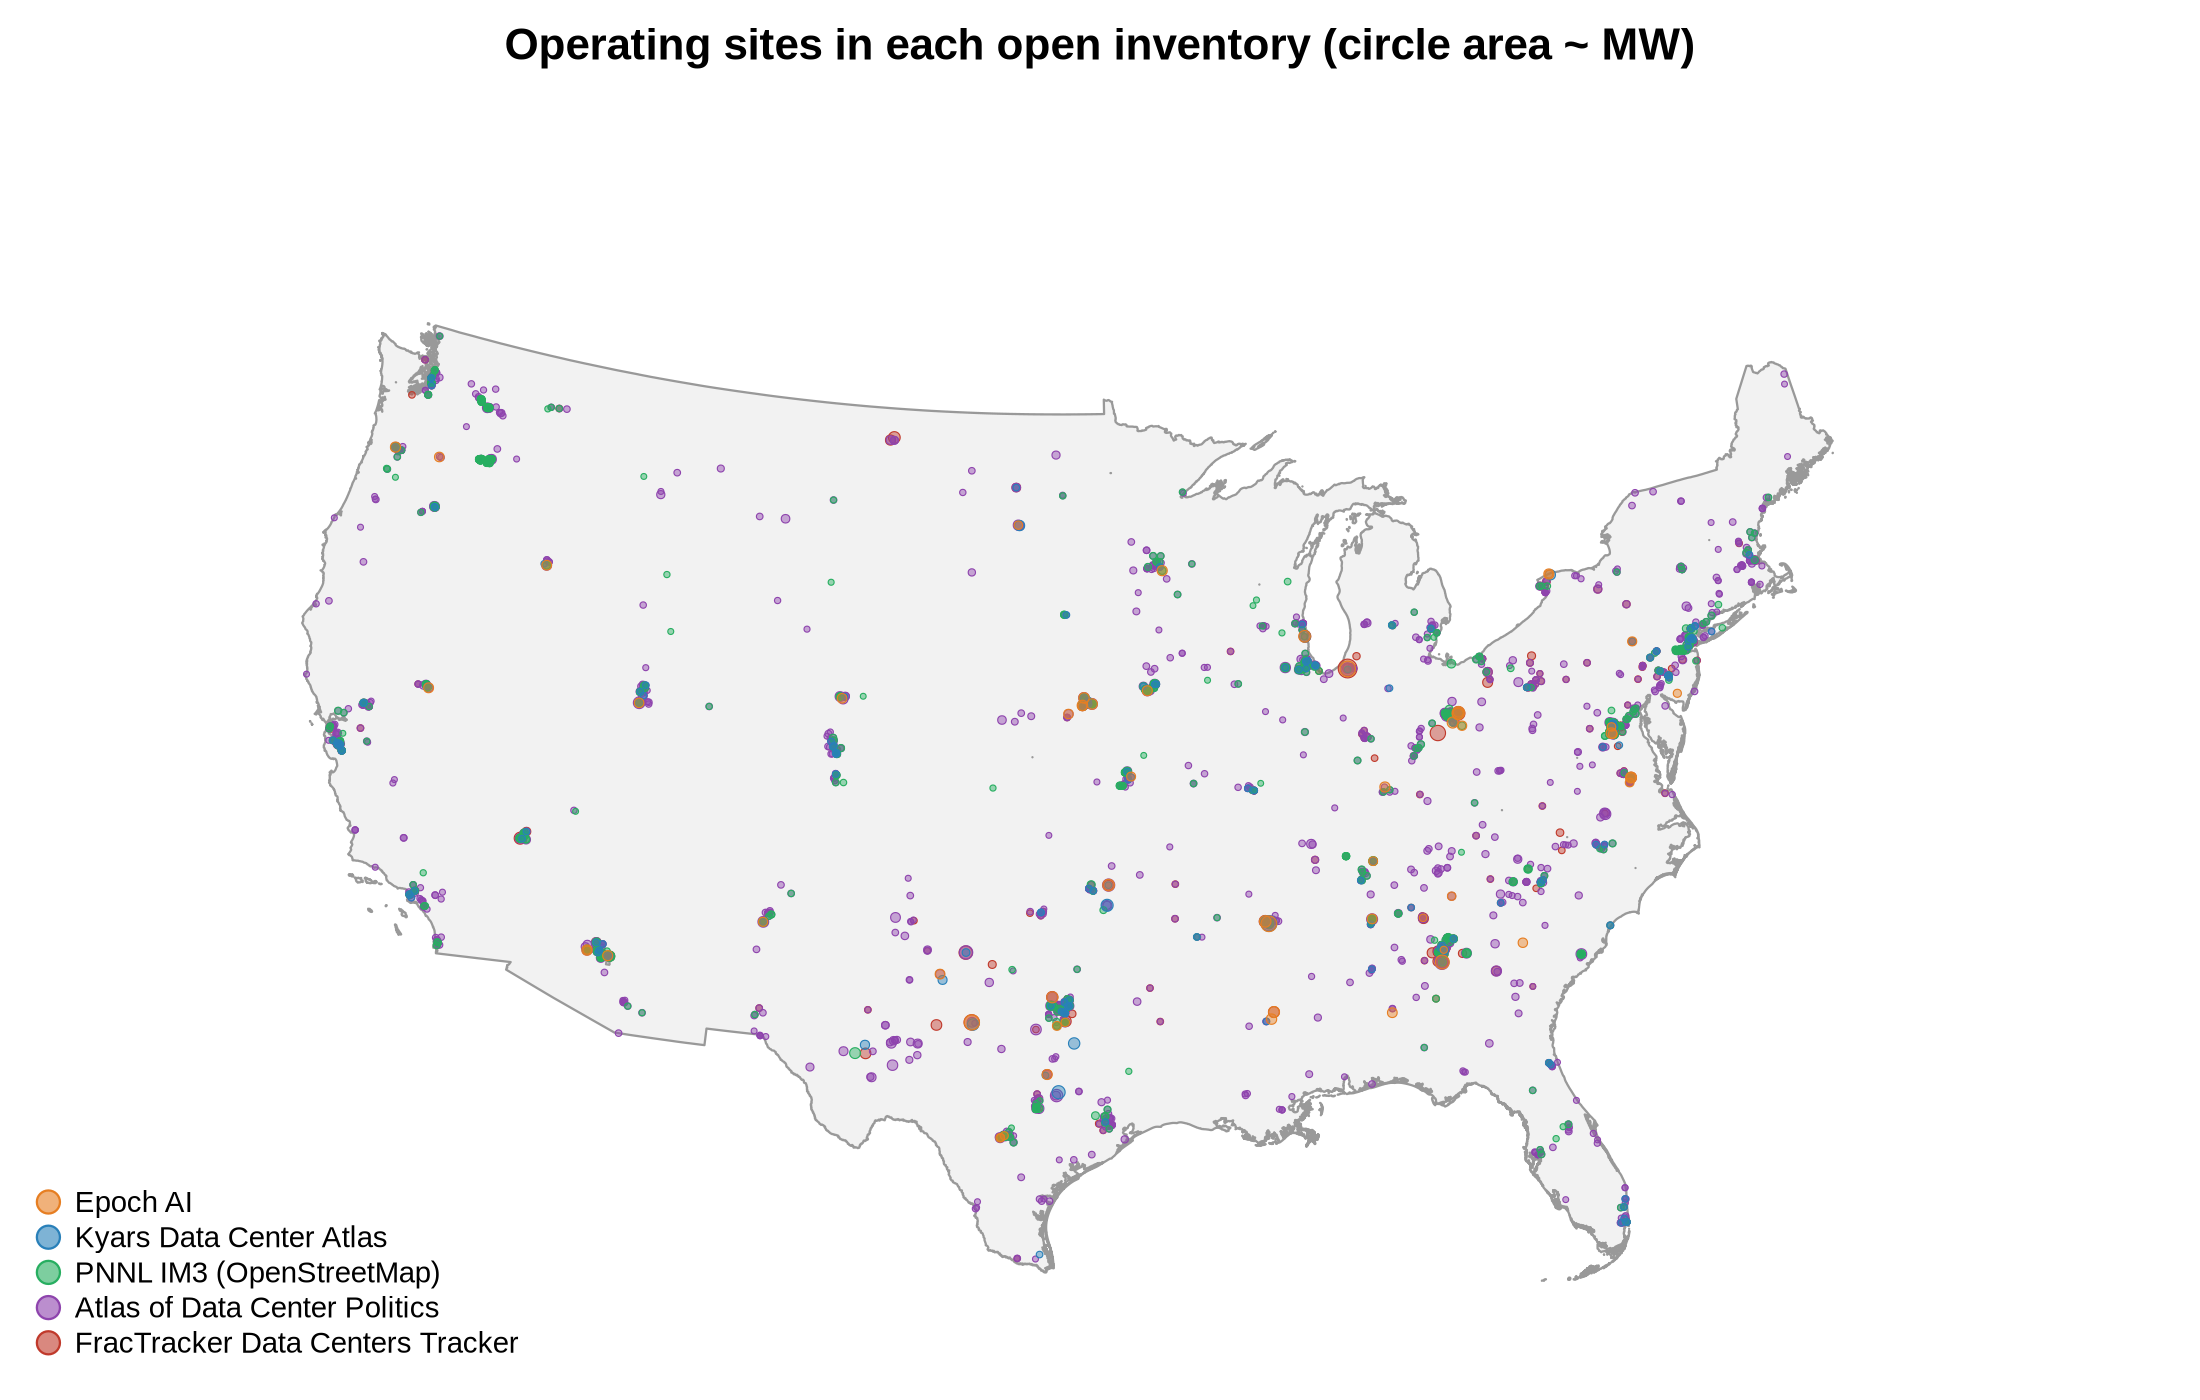 Operating sites in each open inventory (circle area ~ MW)
Epoch AI
Kyars Data Center Atlas
PNNL IM3 (OpenStreetMap)
Atlas of Data Center Politics
FracTracker Data Centers Tracker